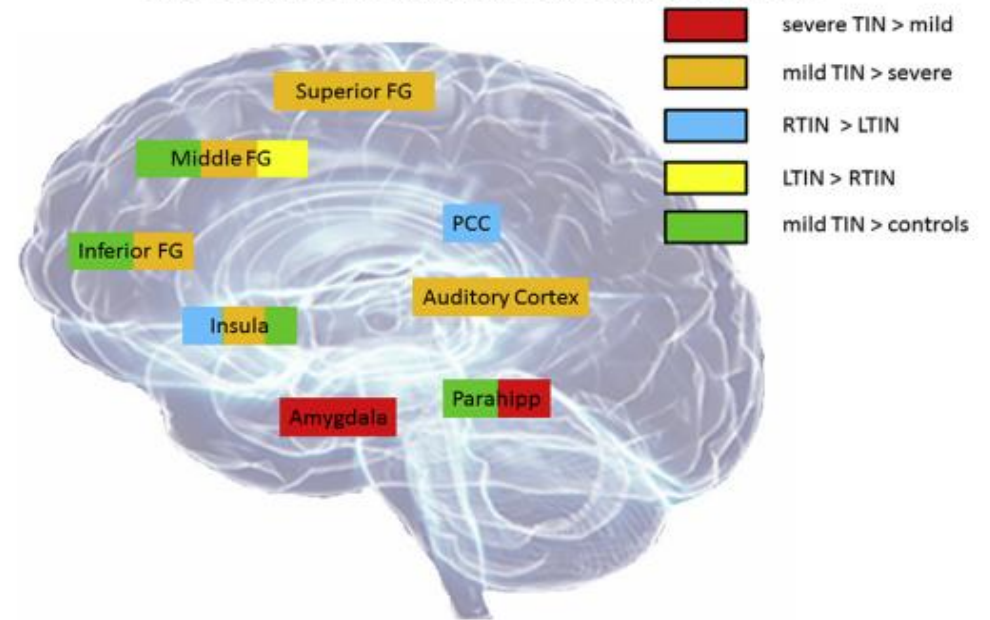 severe TIN > mild
mild TIN > severe
RTIN > LTIN
LTIN > RTIN
mild TIN > controls
Superior FG
Middle FG
PCC
Inferior FG
Auditory Cortex
Insula
Parahipp
Amygdala